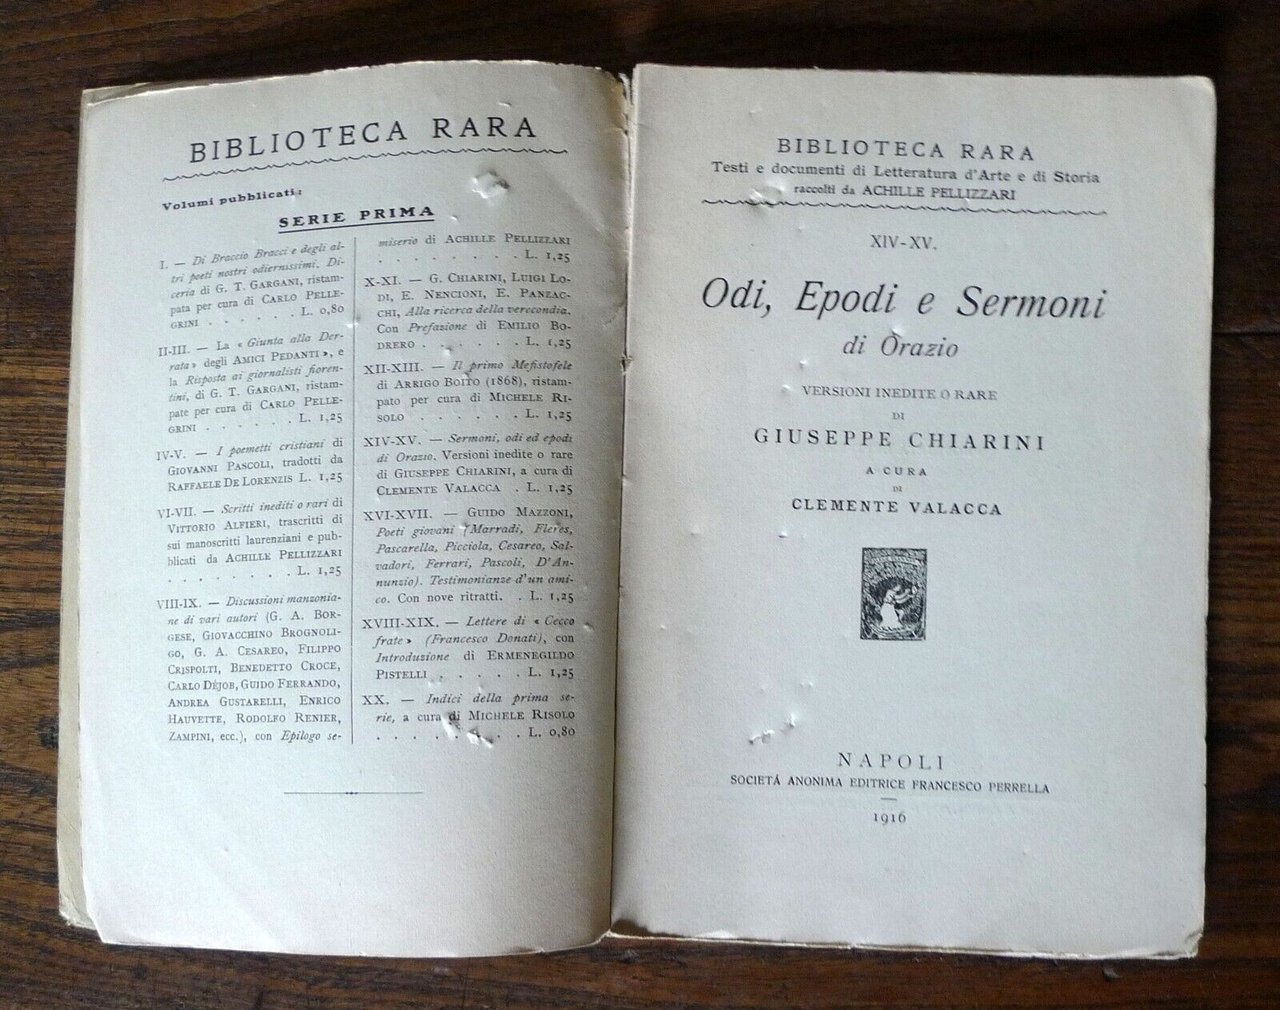 BIBLIOTECA RARA
Volumi pubblicati:
SERIE PRIMA
I. — Di Braccio Bracci e degli al-
tri poeti nostri odiernissimi. Di-
ceria di G. T. GARGANI, ristam-
pata per cura di CARLO PELLE-
GRINI . . . . . . L. 0,80
II-III. — La « Giunta alla Der-
rata » degli AMICI PEDANTI », e
la Risposta ai giornalisti fioren-
tini, di G. T. GARGANI, ristam-
pate per cura di CARLO PELLE-
GRINI . . . . . . L. 1,25
IV-V. — I poemetti cristiani di
GIOVANNI PASCOLI, tradotti da
RAFFAELE DE LORENZIS L. 1,25
VI-VII. — Scritti inediti o rari di
VITTORIO ALFIERI, trascritti di
sui manoscritti laurenziani e pub-
blicati da ACHILLE PELLIZZARI
. . . . . . . . L. 1,25
VIII-IX. — Discussioni manzonia-
ne di vari autori (G. A. BOR-
GESE, GIOVACCHINO BROGNOLI-
GO, G. A. CESAREO, FILIPPO
CRISPOLTI, BENEDETTO CROCE,
CARLO DÉJOB, GUIDO FERRANDO,
ANDREA GUSTARELLI, ENRICO
HAUVETTE, RODOLFO RENIER,
ZAMPINI, ecc.), con Epilogo se-
miserio di ACHILLE PELLIZZARI
. . . . . . . . L. 1,25
X-XI. — G. CHIARINI, LUIGI LO-
DI, E. NENCIONI, E. PANZAC-
CHI, Alla ricerca della verecondia.
Con Prefazione di EMILIO BO-
DRERO . . . . . . L. 1,25
XII-XIII. — Il primo Mefistofele
di ARRIGO BOITO (1868), ristam-
pato per cura di MICHELE RI-
SOLO . . . . . . L. 1,25
XIV-XV. — Sermoni, odi ed epodi
di Orazio. Versioni inedite o rare
di GIUSEPPE CHIARINI, a cura di
CLEMENTE VALACCA . L. 1,25
XVI-XVII. — GUIDO MAZZONI,
Poeti giovani (Marradi, Fleres,
Pascarella, Picciola, Cesareo, Sal-
vadori, Ferrari, Pascoli, D'An-
nunzio). Testimonianze d'un ami-
co. Con nove ritratti. . L. 1,25
XVIII-XIX. — Lettere di « Cecco
frate » (Francesco Donati), con
Introduzione di ERMENEGILDO
PISTELLI . . . . . L. 1,25
XX. — Indici della prima se-
rie, a cura di MICHELE RISOLO
. . . . . . . . L. 0,80
BIBLIOTECA RARA
Testi e documenti di Letteratura d'Arte e di Storia
raccolti da ACHILLE PELLIZZARI
XIV-XV.
Odi, Epodi e Sermoni
di Orazio
VERSIONI INEDITE O RARE
DI
GIUSEPPE CHIARINI
A CURA
DI
CLEMENTE VALACCA
NAPOLI
SOCIETÁ ANONIMA EDITRICE FRANCESCO PERRELLA
1916